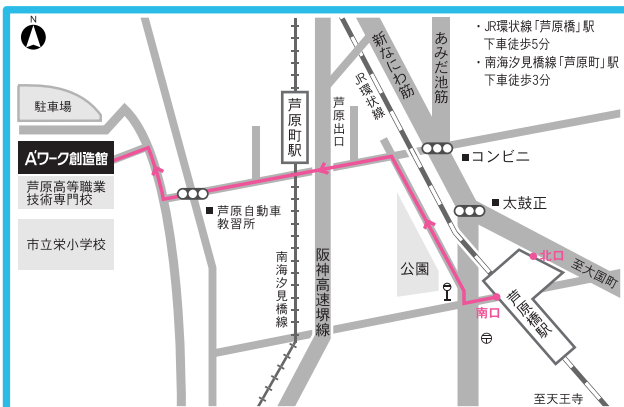 N
・JR環状線「芦原橋」駅
下車徒歩5分
・南海汐見橋線「芦原町」駅
下車徒歩3分
新なにわ筋
あみだ池筋
JR環状線
駐車場
芦原町駅
芦原出口
A'ワーク創造館
芦原高等職業
技術専門校
市立栄小学校
■コンビニ
■太鼓正
■芦原自動車
教習所
公園
北口
至大国町
南海汐見橋線
阪神高速堺線
南口
芦原橋駅
至天王寺